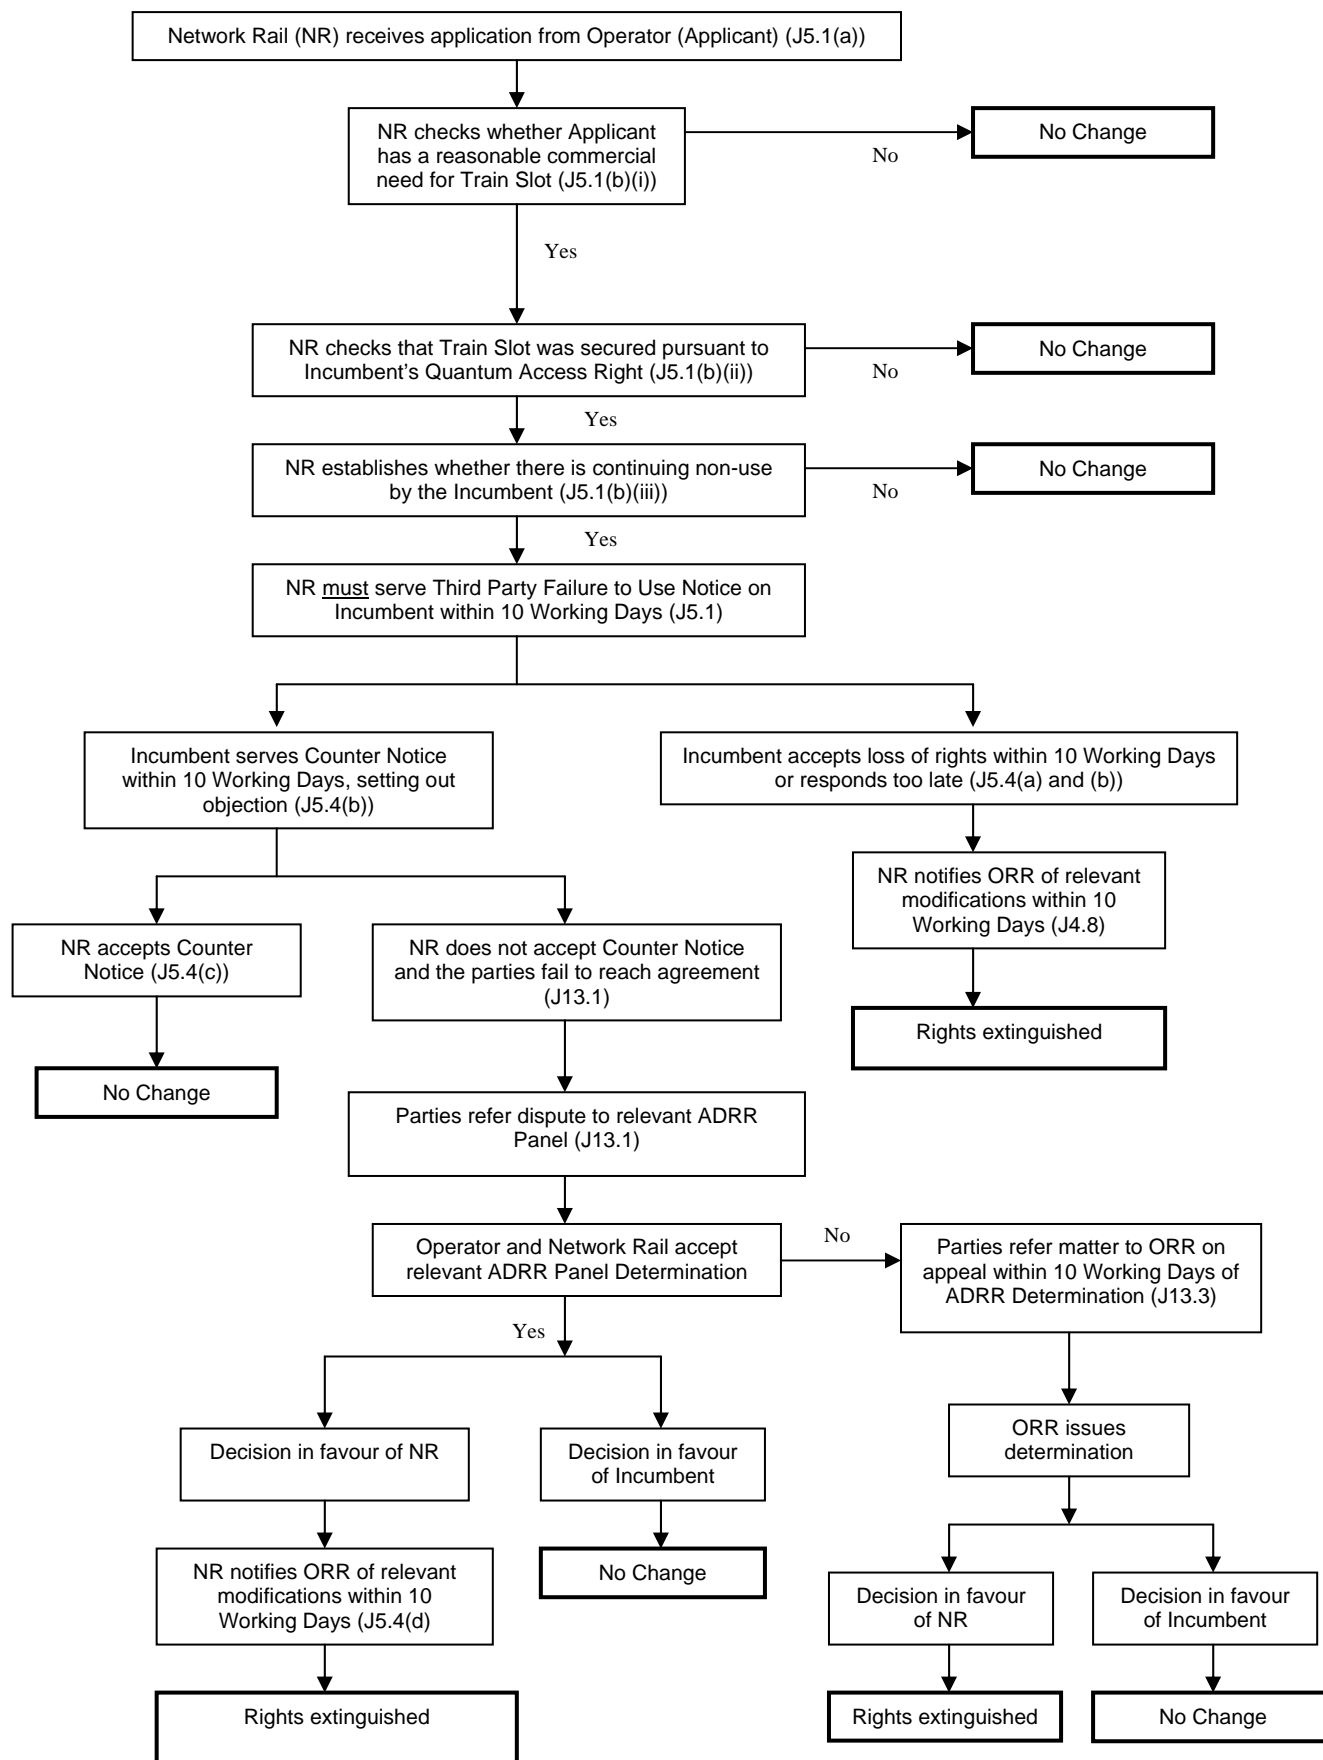 Network Rail (NR) receives application from Operator (Applicant) (J5.1(a))
NR checks whether Applicant
has a reasonable commercial
need for Train Slot (J5.1(b)(i))
No
No Change
Yes
NR checks that Train Slot was secured pursuant to
Incumbent’s Quantum Access Right (J5.1(b)(ii))
No
No Change
Yes
NR establishes whether there is continuing non-use
by the Incumbent (J5.1(b)(iii))
No
No Change
Yes
NR must serve Third Party Failure to Use Notice on
Incumbent within 10 Working Days (J5.1)
Incumbent serves Counter Notice
within 10 Working Days, setting out
objection (J5.4(b))
Incumbent accepts loss of rights within 10 Working Days
or responds too late (J5.4(a) and (b))
NR notifies ORR of relevant
modifications within 10
Working Days (J4.8)
Rights extinguished
NR accepts Counter
Notice (J5.4(c))
No Change
NR does not accept Counter Notice
and the parties fail to reach agreement
(J13.1)
Parties refer dispute to relevant ADRR
Panel (J13.1)
Operator and Network Rail accept
relevant ADRR Panel Determination
No
Parties refer matter to ORR on
appeal within 10 Working Days of
ADRR Determination (J13.3)
Yes
Decision in favour of NR
Decision in favour
of Incumbent
ORR issues
determination
NR notifies ORR of relevant
modifications within 10
Working Days (J5.4(d)
No Change
Decision in favour
of NR
Decision in favour
of Incumbent
Rights extinguished
Rights extinguished
No Change